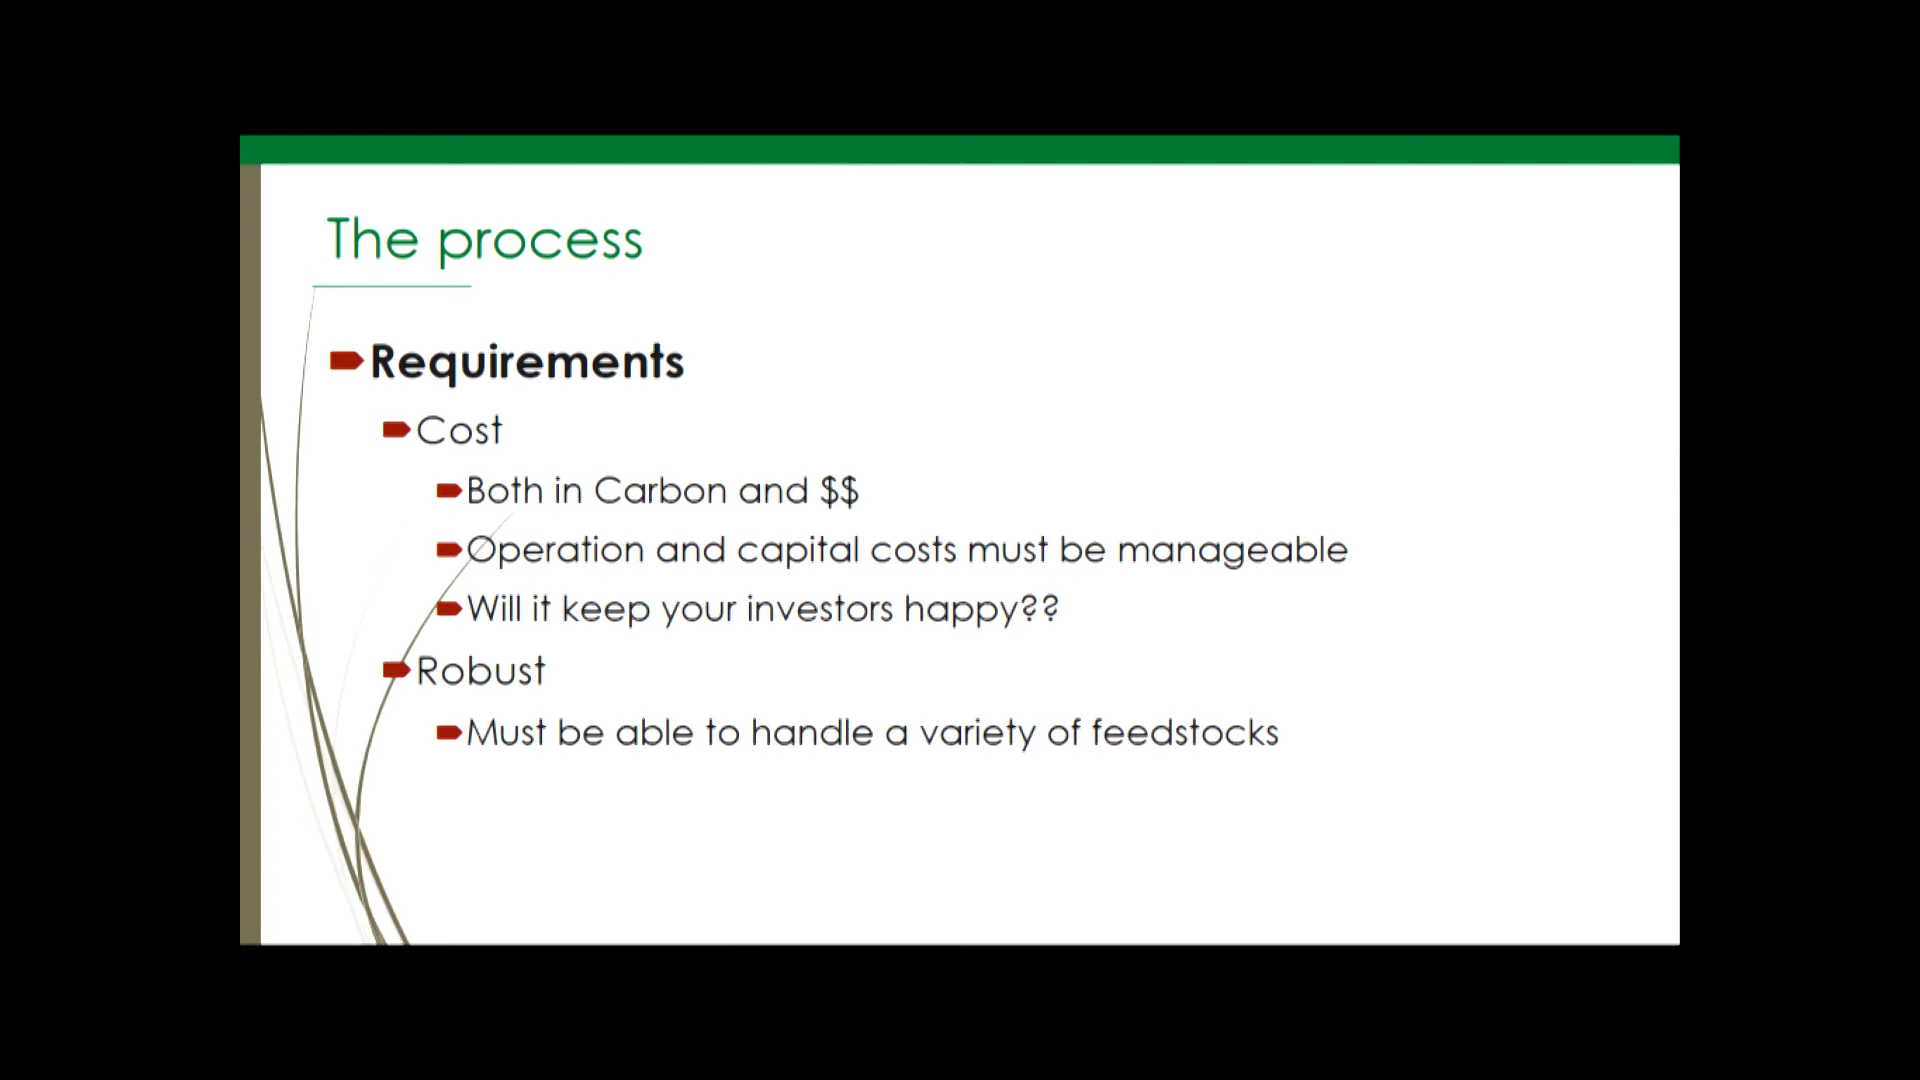 The process
Requirements
Cost
Both in Carbon and $$
Operation and capital costs must be manageable
Will it keep your investors happy??
Robust
Must be able to handle a variety of feedstocks